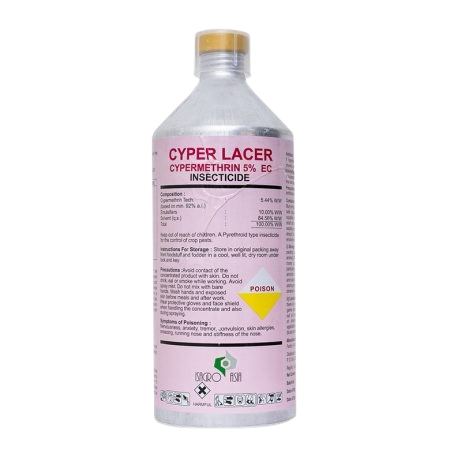 CYPER LACER
CYPERMETHRIN 5% EC
INSECTICIDE
Composition :
Cypermethrin Tech. : 5.44% W/W
(based on min. 92% a.i.)
Emulsifiers : 10.00% W/W
Solvent (q.s.) : 84.56% W/W
Total : 100.00% W/W
Keep out of reach of children. A Pyrethroid type insecticide
for the control of crop pests.
Instructions For Storage : Store in original packing away
from foodstuff and fodder in a cool, well lit, dry room under
lock and key.
Precautions : Avoid contact of the
concentrated product with skin. Do not
drink, eat or smoke while working. Avoid
spray mist. Do not mix with bare
hands. Wash hands and exposed
skin before meals and after work.
Wear protective gloves and face shield
when handling the concentrate and also
during spraying.
POISON
Symptoms of Poisoning :
Nervousness, anxiety, tremor, convulsion, skin allergies,
sneezing, running nose and stiffness of the nose.
ISAGRO ASIA
HARMFUL